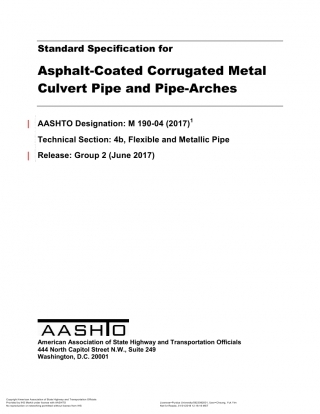 Standard Specification for
Asphalt-Coated Corrugated Metal
Culvert Pipe and Pipe-Arches
AASHTO Designation: M 190-04 (2017)1
Technical Section: 4b, Flexible and Metallic Pipe
Release: Group 2 (June 2017)
AASHTO
American Association of State Highway and Transportation Officials
444 North Capitol Street N.W., Suite 249
Washington, D.C. 20001